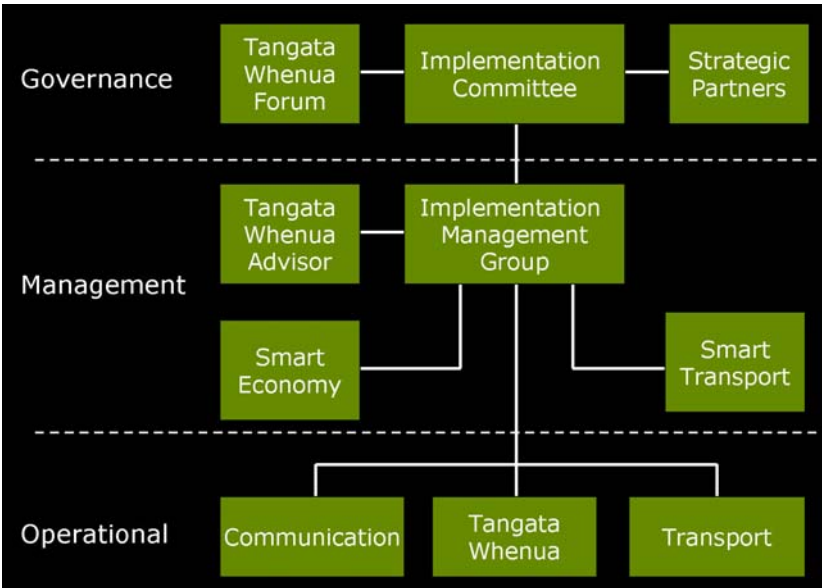 Governance
Tangata
Whenua
Forum
Implementation
Committee
Strategic
Partners
Management
Tangata
Whenua
Advisor
Implementation
Management
Group
Smart
Economy
Smart
Transport
Operational
Communication
Tangata
Whenua
Transport